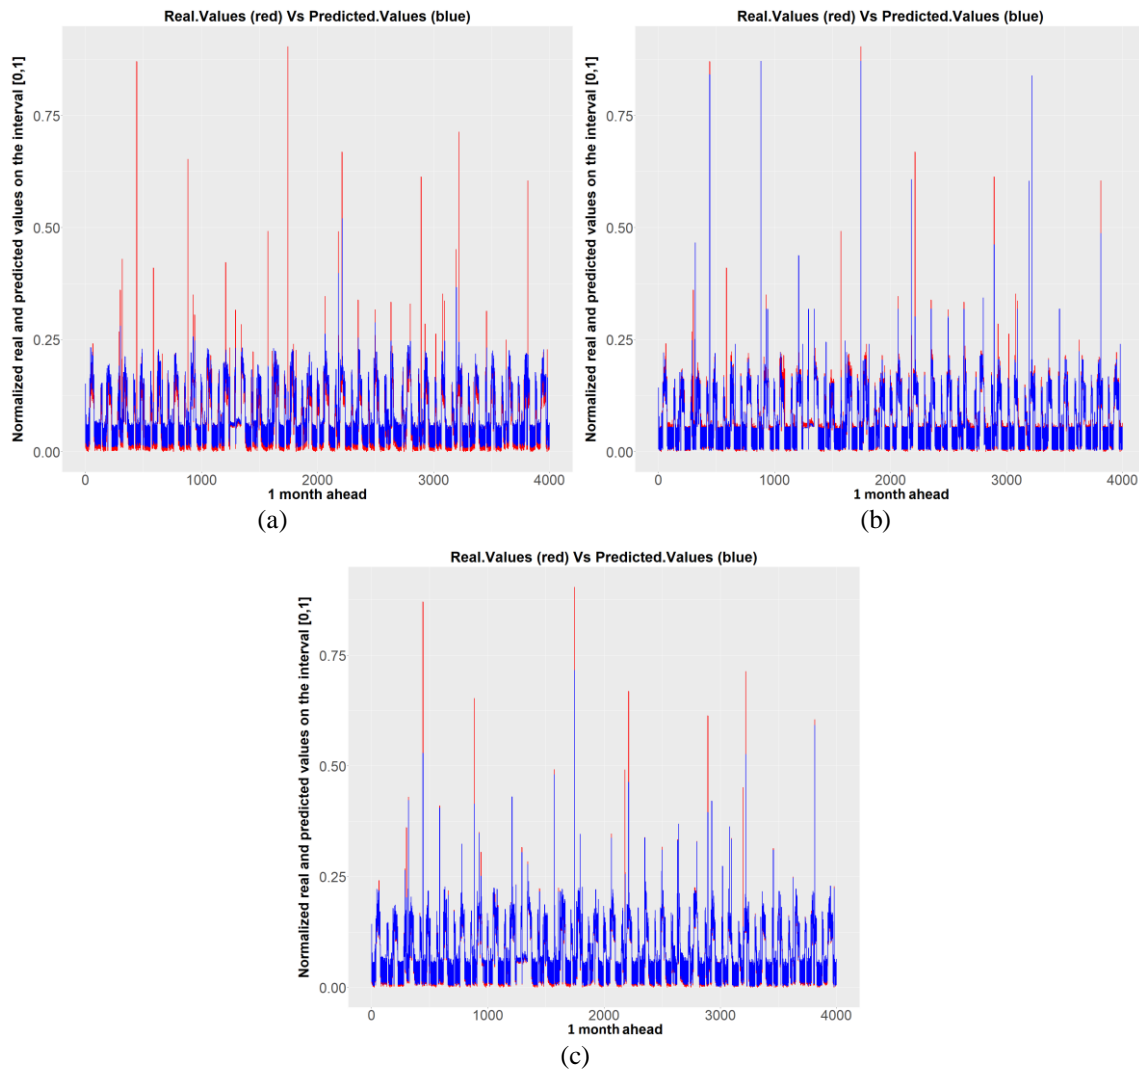 Real.Values (red) Vs Predicted.Values (blue)
Normalized real and predicted values on the interval [0,1]
0.75
0.50
0.25
0.00
0 1000 2000 3000 4000
1 month ahead
(a)
Real.Values (red) Vs Predicted.Values (blue)
Normalized real and predicted values on the interval [0,1]
0.75
0.50
0.25
0.00
0 1000 2000 3000 4000
1 month ahead
(b)
Real.Values (red) Vs Predicted.Values (blue)
Normalized real and predicted values on the interval [0,1]
0.75
0.50
0.25
0.00
0 1000 2000 3000 4000
1 month ahead
(c)